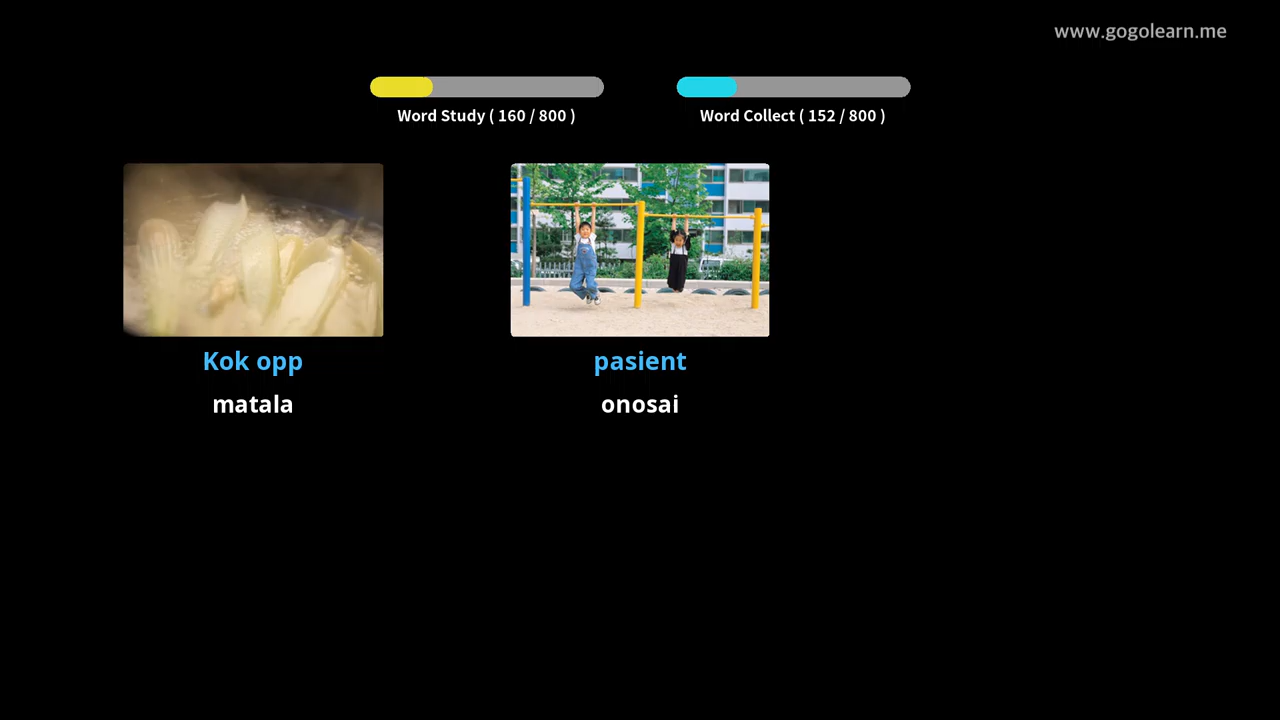 www.gogolearn.me
Word Study ( 160 / 800 )
Word Collect ( 152 / 800 )
Kok opp
matala
pasient
onosai